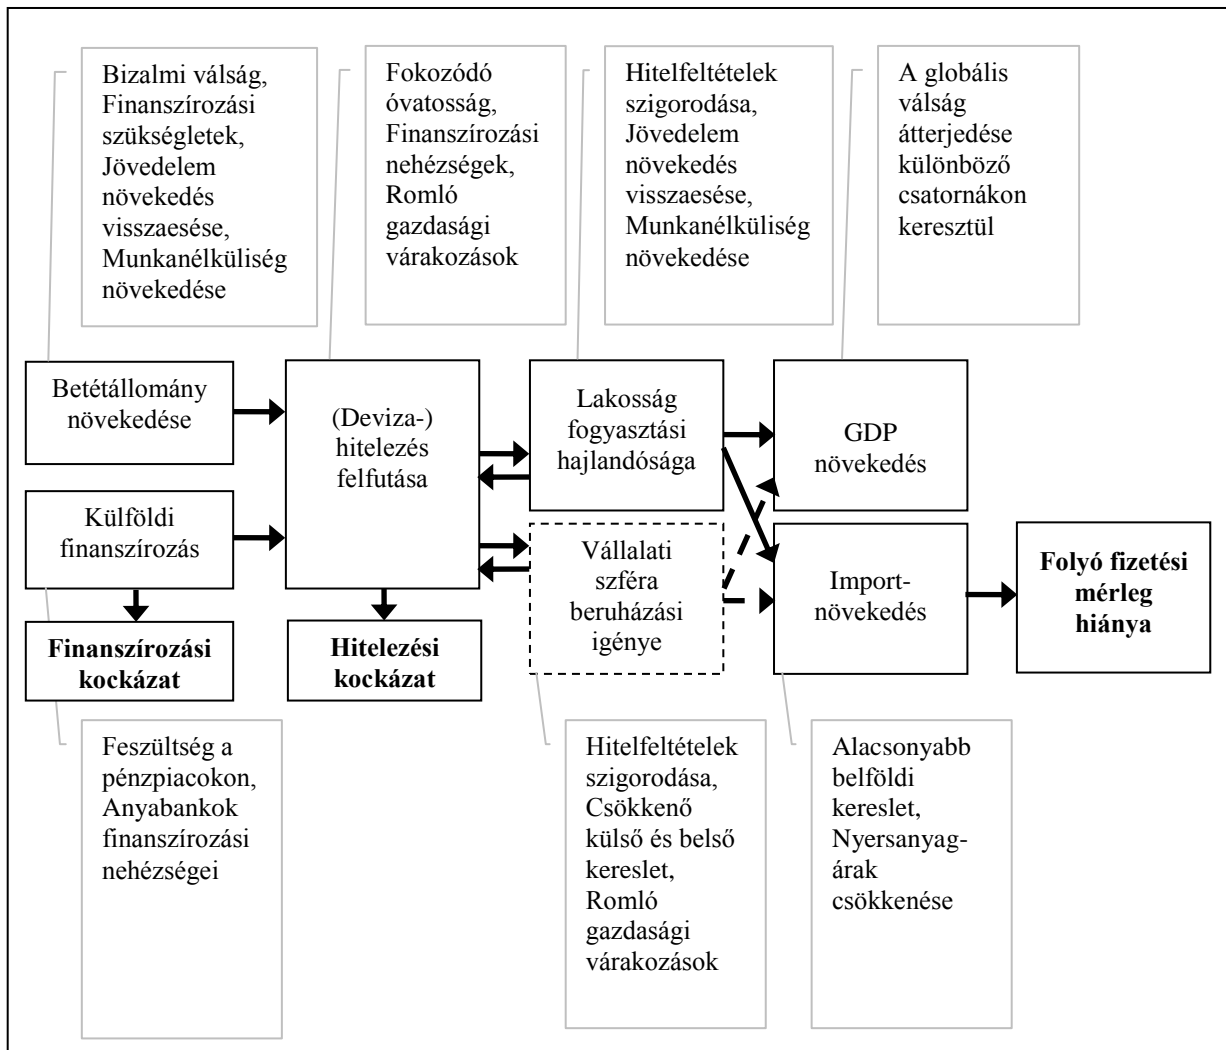 Bizalmi válság,
Finanszírozási
szükségletek,
Jövedelem
növekedés
visszaesése,
Munkanélküliség
növekedése
Fokozódó
óvatosság,
Finanszírozási
nehézségek,
Romló
gazdasági
várakozások
Hitelfeltételek
szigorodása,
Jövedelem
növekedés
visszaesése,
Munkanélküliség
növekedése
A globális
válság
átterjedése
különböző
csatornákon
keresztül
Betétállomány
növekedése
Külföldi
finanszírozás
Finanszírozási
kockázat
(Deviza-)
hitelezés
felfutása
Hitelezési
kockázat
Lakosság
fogyasztási
hajlandósága
Vállalati
szféra
beruházási
igénye
GDP
növekedés
Import-
növekedés
Folyó fizetési
mérleg
hiánya
Feszültség a
pénzpiacokon,
Anyabankok
finanszírozási
nehézségei
Hitelfeltételek
szigorodása,
Csökkenő
külső és belső
kereslet,
Romló
gazdasági
várakozások
Alacsonyabb
belföldi
kereslet,
Nyersanyag-
árak
csökkenése